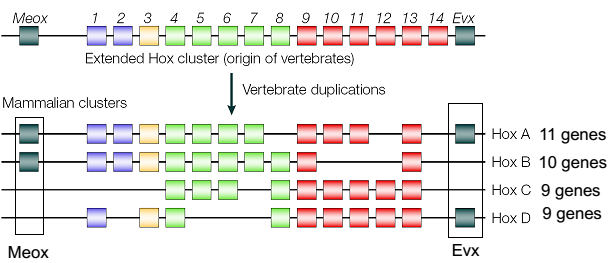 Meox 1 2 3 4 5 6 7 8 9 10 11 12 13 14 Evx
Extended Hox cluster (origin of vertebrates)
Vertebrate duplications
Mammalian clusters
Hox A 11 genes
Hox B 10 genes
Hox C 9 genes
Hox D 9 genes
Meox Evx